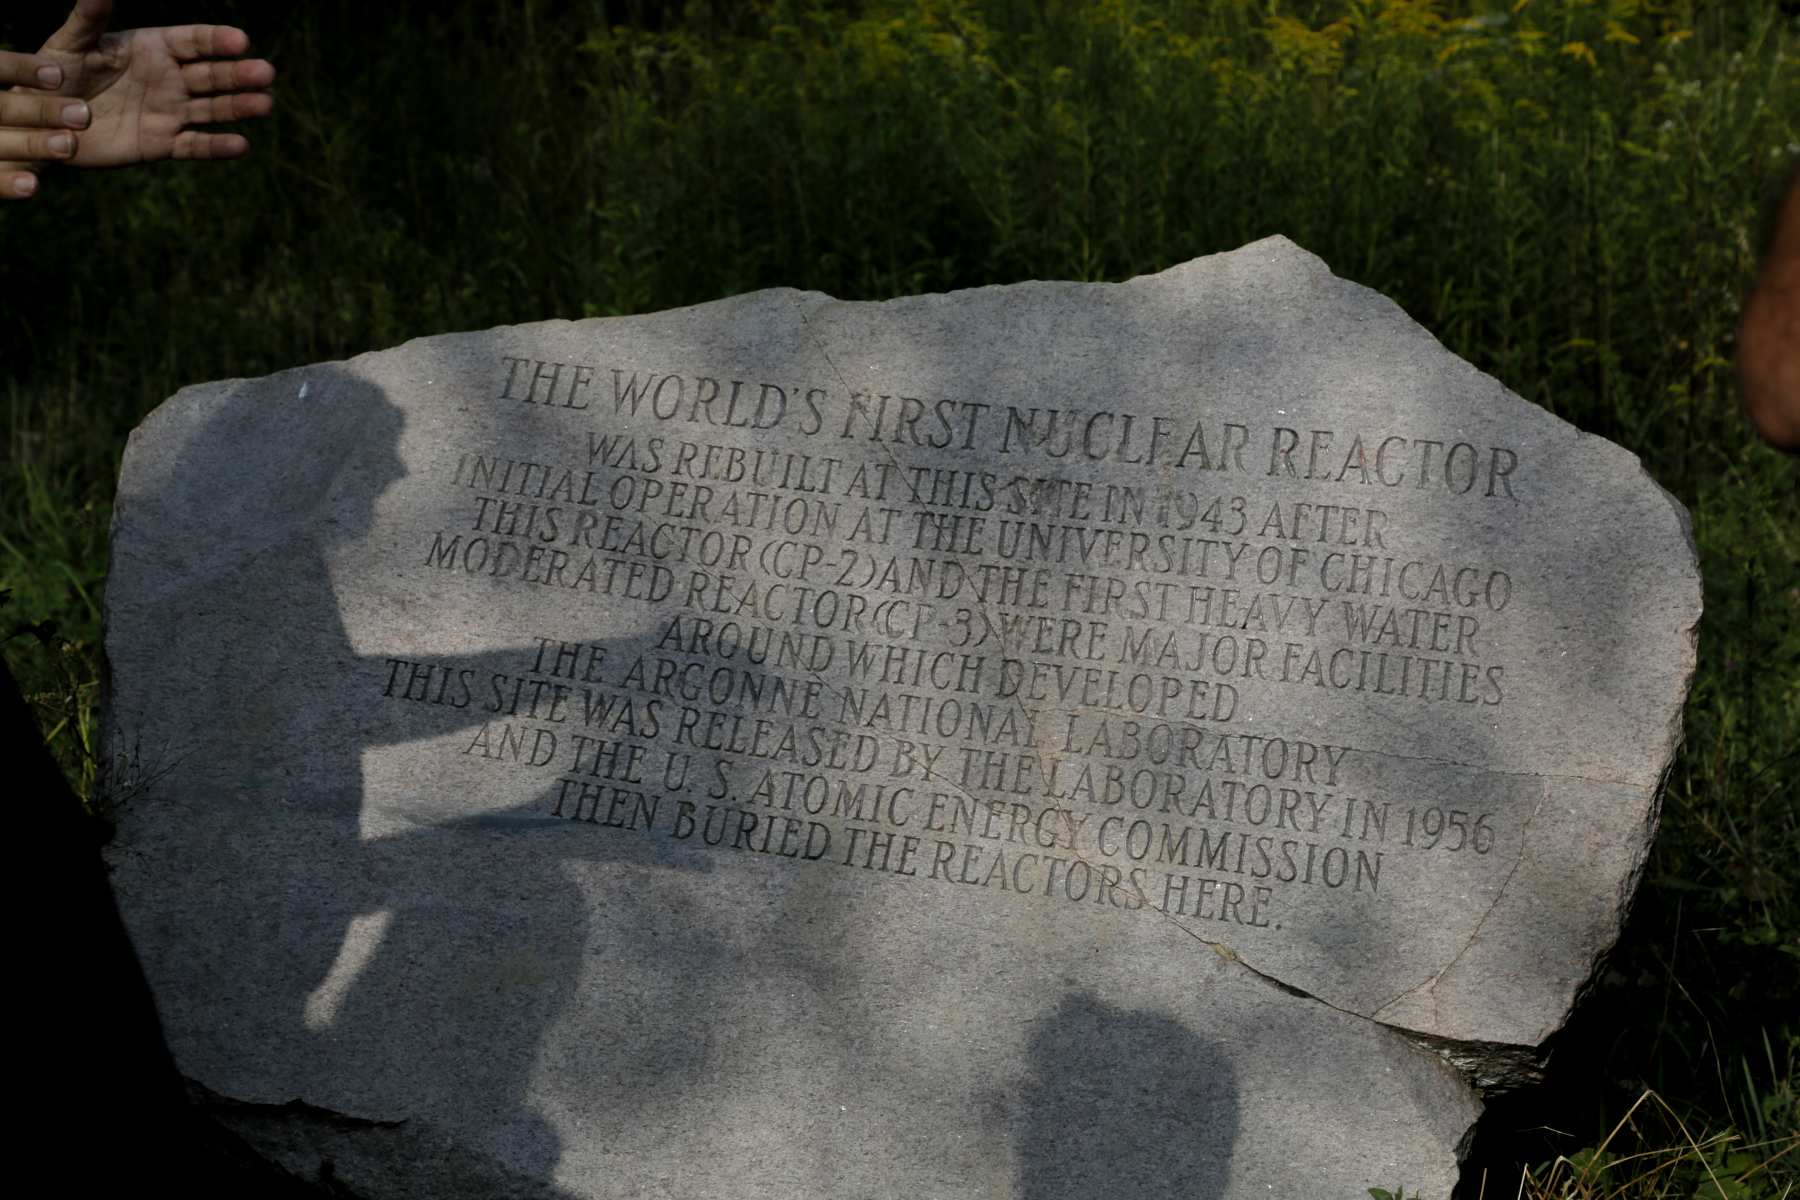 THE WORLD'S FIRST NUCLEAR REACTOR
WAS REBUILT AT THIS SITE IN 1943 AFTER
INITIAL OPERATION AT THE UNIVERSITY OF CHICAGO
THIS REACTOR (CP-2) AND THE FIRST HEAVY WATER
MODERATED REACTOR (CP-3) WERE MAJOR FACILITIES
AROUND WHICH DEVELOPED
THE ARGONNE NATIONAL LABORATORY
THIS SITE WAS RELEASED BY THE LABORATORY IN 1956
AND THE U. S. ATOMIC ENERGY COMMISSION
THEN BURIED THE REACTORS HERE.